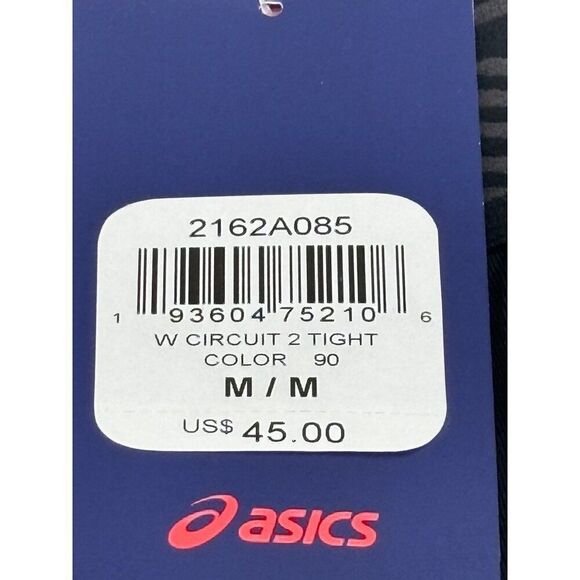 2162A085
1 93604 75210 6
W CIRCUIT 2 TIGHT
COLOR 90
M / M
US$ 45.00
asics